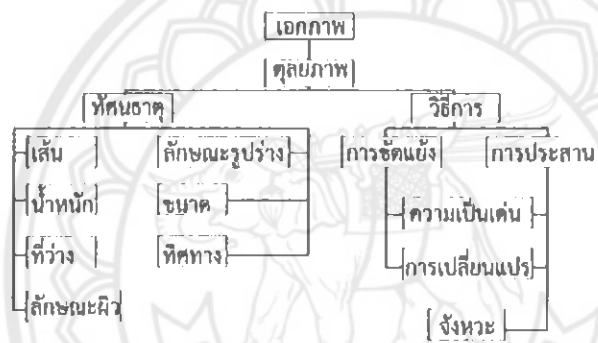 เอกภาพ
ดุลยภาพ
ทัศนธาตุ วิธีการ
เส้น ลักษณะรูปร่าง การขัดแย้ง การประสาน
น้ำหนัก ขนาด ความเป็นเด่น
ที่ว่าง ทิศทาง การเปลี่ยนแปร
ลักษณะผิว จังหวะ